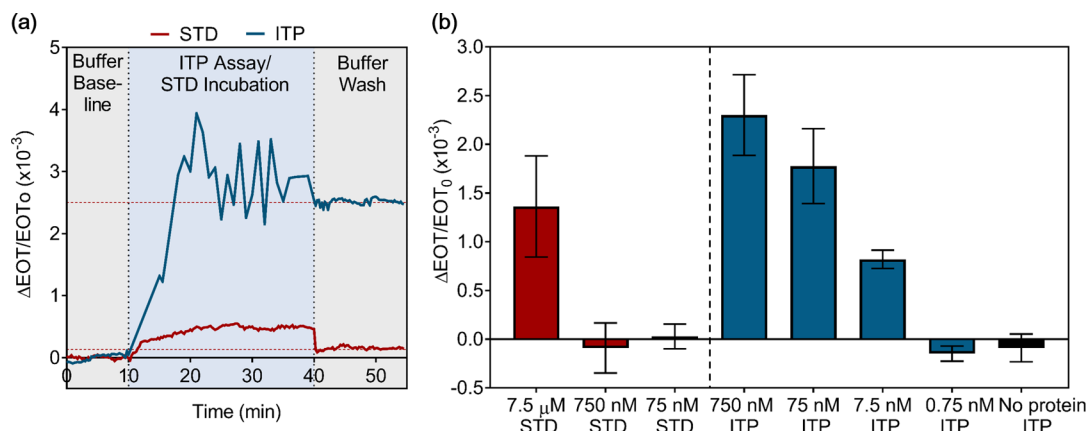 (a)
STD ITP
ΔEOT/EOT₀ (x10⁻³)
5
4
3
2
1
0
Buffer
Base-
line
ITP Assay/
STD Incubation
Buffer
Wash
0 10 20 30 40 50
Time (min)
(b)
ΔEOT/EOT₀ (x10⁻³)
3.0
2.5
2.0
1.5
1.0
0.5
0.0
-0.5
7.5 μM 750 nM 75 nM 750 nM 75 nM 7.5 nM 0.75 nM No protein
STD STD STD ITP ITP ITP ITP ITP